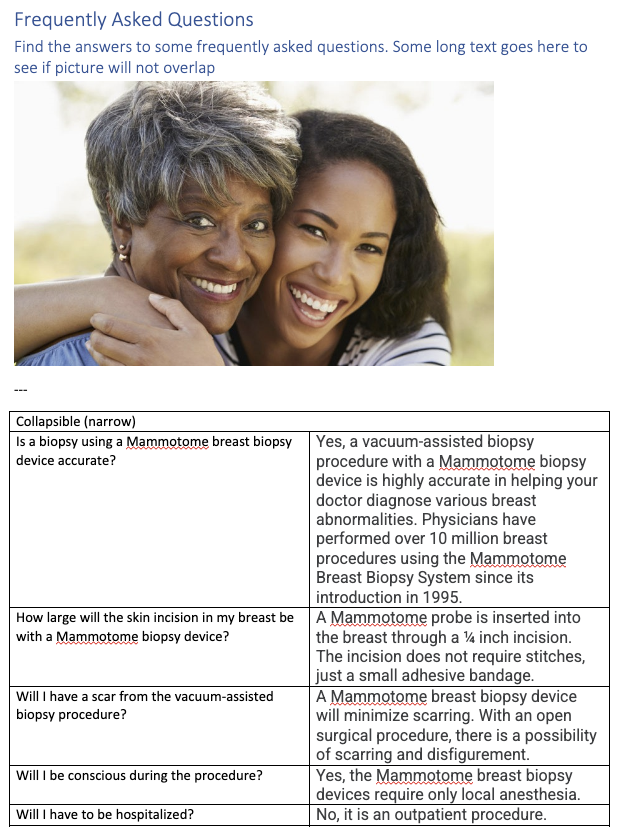 Frequently Asked Questions
Find the answers to some frequently asked questions. Some long text goes here to
see if picture will not overlap
---
Collapsible (narrow)
Is a biopsy using a Mammotome breast biopsy
device accurate?
Yes, a vacuum-assisted biopsy
procedure with a Mammotome biopsy
device is highly accurate in helping your
doctor diagnose various breast
abnormalities. Physicians have
performed over 10 million breast
procedures using the Mammotome
Breast Biopsy System since its
introduction in 1995.
How large will the skin incision in my breast be
with a Mammotome biopsy device?
A Mammotome probe is inserted into
the breast through a ¼ inch incision.
The incision does not require stitches,
just a small adhesive bandage.
Will I have a scar from the vacuum-assisted
biopsy procedure?
A Mammotome breast biopsy device
will minimize scarring. With an open
surgical procedure, there is a possibility
of scarring and disfigurement.
Will I be conscious during the procedure?
Yes, the Mammotome breast biopsy
devices require only local anesthesia.
Will I have to be hospitalized?
No, it is an outpatient procedure.